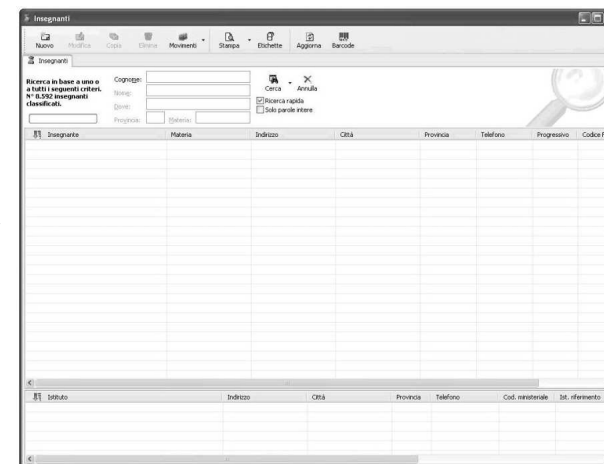 Insegnanti
Nuovo Modifica Copia Elimina Movimenti Stampa Etichette Aggiorna Barcode
Insegnanti
Ricerca in base a uno o
a tutti i seguenti criteri.
N° 8.592 insegnanti
classificati.
Cognome:
Nome:
Dove:
Provincia: Materia:
Cerca Annulla
Ricerca rapida
Solo parole intere
Insegnante Materia Indirizzo Città Provincia Telefono Progressivo Codice F
Istituto Indirizzo Città Provincia Telefono Cod. ministeriale Ist. riferimento